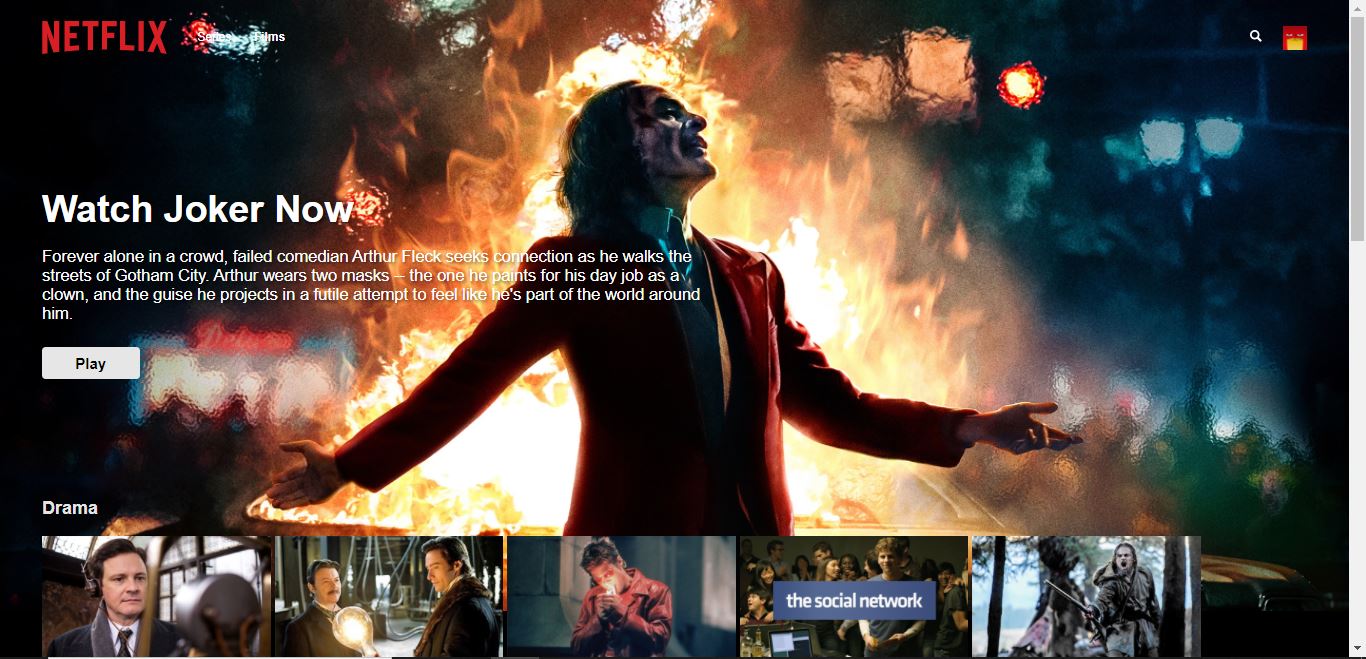 NETFLIX
Series Films
Watch Joker Now
Forever alone in a crowd, failed comedian Arthur Fleck seeks connection as he walks the
streets of Gotham City. Arthur wears two masks – the one he paints for his day job as a
clown, and the guise he projects in a futile attempt to feel like he's part of the world around
him.
Play
Drama
the social network